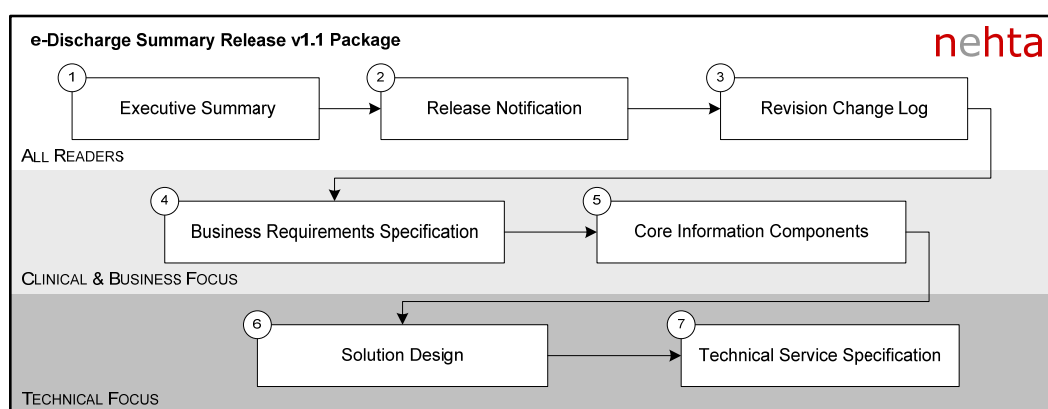 e-Discharge Summary Release v1.1 Package
nehta
1
Executive Summary
2
Release Notification
3
Revision Change Log
ALL READERS
4
Business Requirements Specification
5
Core Information Components
CLINICAL & BUSINESS FOCUS
6
Solution Design
7
Technical Service Specification
TECHNICAL FOCUS